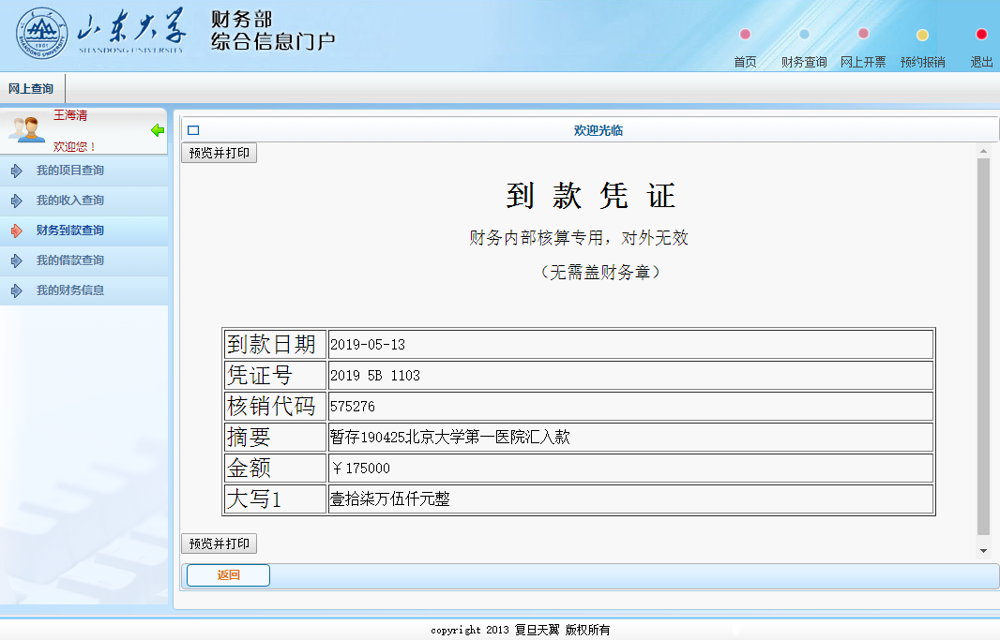 山东大学
SHANDONG UNIVERSITY
财务部
综合信息门户
首页 财务查询 网上开票 预约报销 退出
网上查询
王海清
欢迎您！
我的项目查询
我的收入查询
财务到款查询
我的借款查询
我的财务信息
欢迎光临
预览并打印
到 款 凭 证
财务内部核算专用，对外无效
（无需盖财务章）
到款日期 2019-05-13
凭证号 2019 5B 1103
核销代码 575276
摘要 暂存190425北京大学第一医院汇入款
金额 ￥175000
大写1 壹拾柒万伍仟元整
预览并打印
返回
copyright 2013 复旦天翼 版权所有